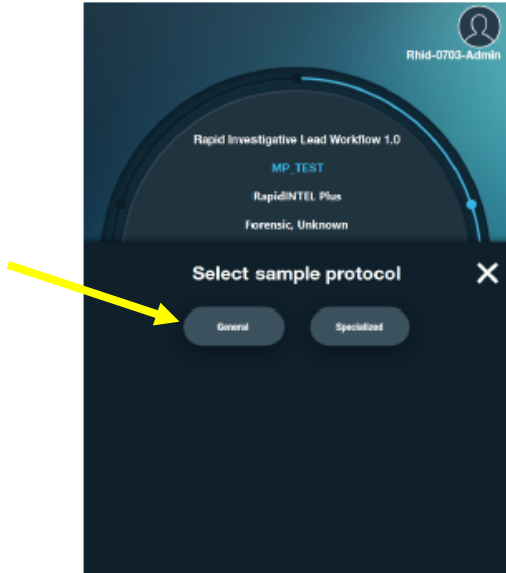 Rhid-0703-Admin
Rapid Investigative Lead Workflow 1.0
MP_TEST
RapidINTEL Plus
Forensic, Unknown
Select sample protocol
General
Specialized